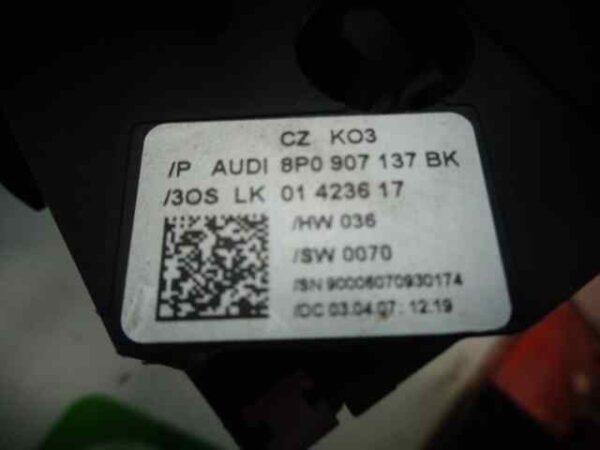 CZ KO3
/P AUDI 8P0 907 137 BK
/3OS LK 01 4236 17
/HW 036
/SW 0070
/SN 90006070930174
/DC 03.04.07: 12.19